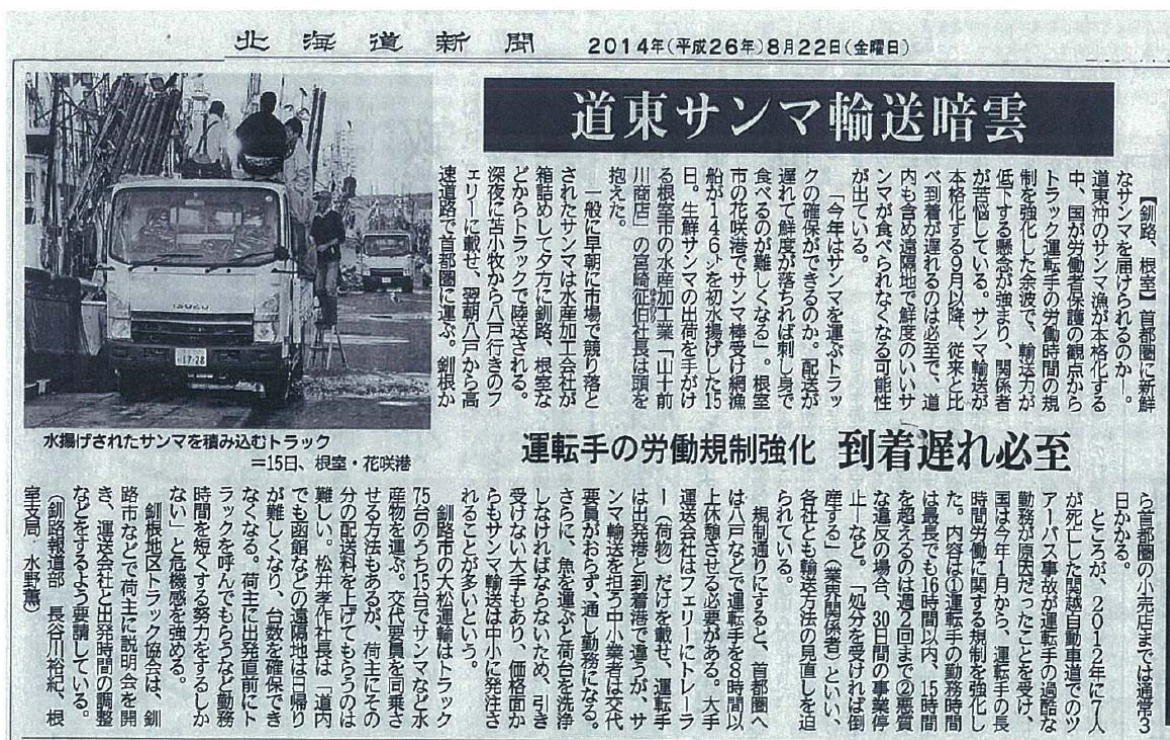 北海道新聞 2014年(平成26年)8月22日(金曜日)
道東サンマ輸送暗雲
運転手の労働規制強化 到着遅れ必至
【釧路、根室】首都圏に新鮮
なサンマを届けられるのか―。
道東沖のサンマ漁が本格化する
中、国が労働者保護の観点から
トラック運転手の労働時間の規
制を強化した余波で、輸送力が
低下する懸念が強まり、関係者
が苦悩している。サンマ輸送が
本格化する9月以降、従来と比
べ到着が遅れるのは必至で、道
内も含め遠隔地で鮮度のいいサ
ンマが食べられなくなる可能性
が出ている。
「今年はサンマを運ぶトラッ
クの確保ができるのか。配送が
遅れて鮮度が落ちれば刺し身で
食べるのが難しくなる」。根室
市の花咲港でサンマ棒受け網漁
船が146㌧を初水揚げした15
日。生鮮サンマの出荷を手がけ
る根室市の水産加工業「山十前
川商店」の宮崎征伯社長は頭を
抱えた。
一般に早朝に市場で競り落と
されたサンマは水産加工会社が
箱詰めして夕方に釧路、根室な
どからトラックで陸送される。
深夜に苫小牧から八戸行きのフ
ェリーに載せ、翌朝八戸から高
速道路で首都圏に運ぶ。釧根か
ら首都圏の小売店までは通常3
日かかる。
ところが、2012年に7人
が死亡した関越自動車道でのツ
アーバス事故が運転手の過酷な
勤務が原因だったことを受け、
国は今年1月から、運転手の長
時間労働に関する規制を強化し
た。内容は①運転手の勤務時間
は最長でも16時間以内、15時間
を超えるのは週2回まで②悪質
な違反の場合、30日間の事業停
止―など。「処分を受ければ倒
産する」(業界関係者)といい、
各社とも輸送方法の見直しを迫
られている。
規制通りにすると、首都圏へ
は八戸などで運転手を8時間以
上休憩させる必要がある。大手
運送会社はフェリーにトレーラ
ー(荷物)だけを載せ、運転手
は出発港と到着港で違うが、サ
ンマ輸送を担う中小業者は交代
要員がおらず、通し勤務になる。
さらに、魚を運ぶと荷台を洗浄
しなければならないため、引き
受けない大手もあり、価格面か
らもサンマ輸送は中小に発注さ
れることが多いという。
釧路市の大松運輸はトラック
75台のうち15台でサンマなど水
産物を運ぶ。交代要員を同乗さ
せる方法もあるが、荷主にその
分の配送料を上げてもらうのは
難しい。松井孝作社長は「道内
でも函館などの遠隔地は日帰り
が難しくなり、台数を確保でき
なくなる。荷主に出発直前にト
ラックを呼んでもらうなど勤務
時間を短くする努力をするしか
ない」と危機感を強める。
釧根地区トラック協会は、釧
路市などで荷主に説明会を開
き、運送会社と出発時間の調整
などをするよう要請している。
(釧路報道部 長谷川裕紀、根
室支局 水野薫)
水揚げされたサンマを積み込むトラック
=15日、根室・花咲港
ISUZU
17-28